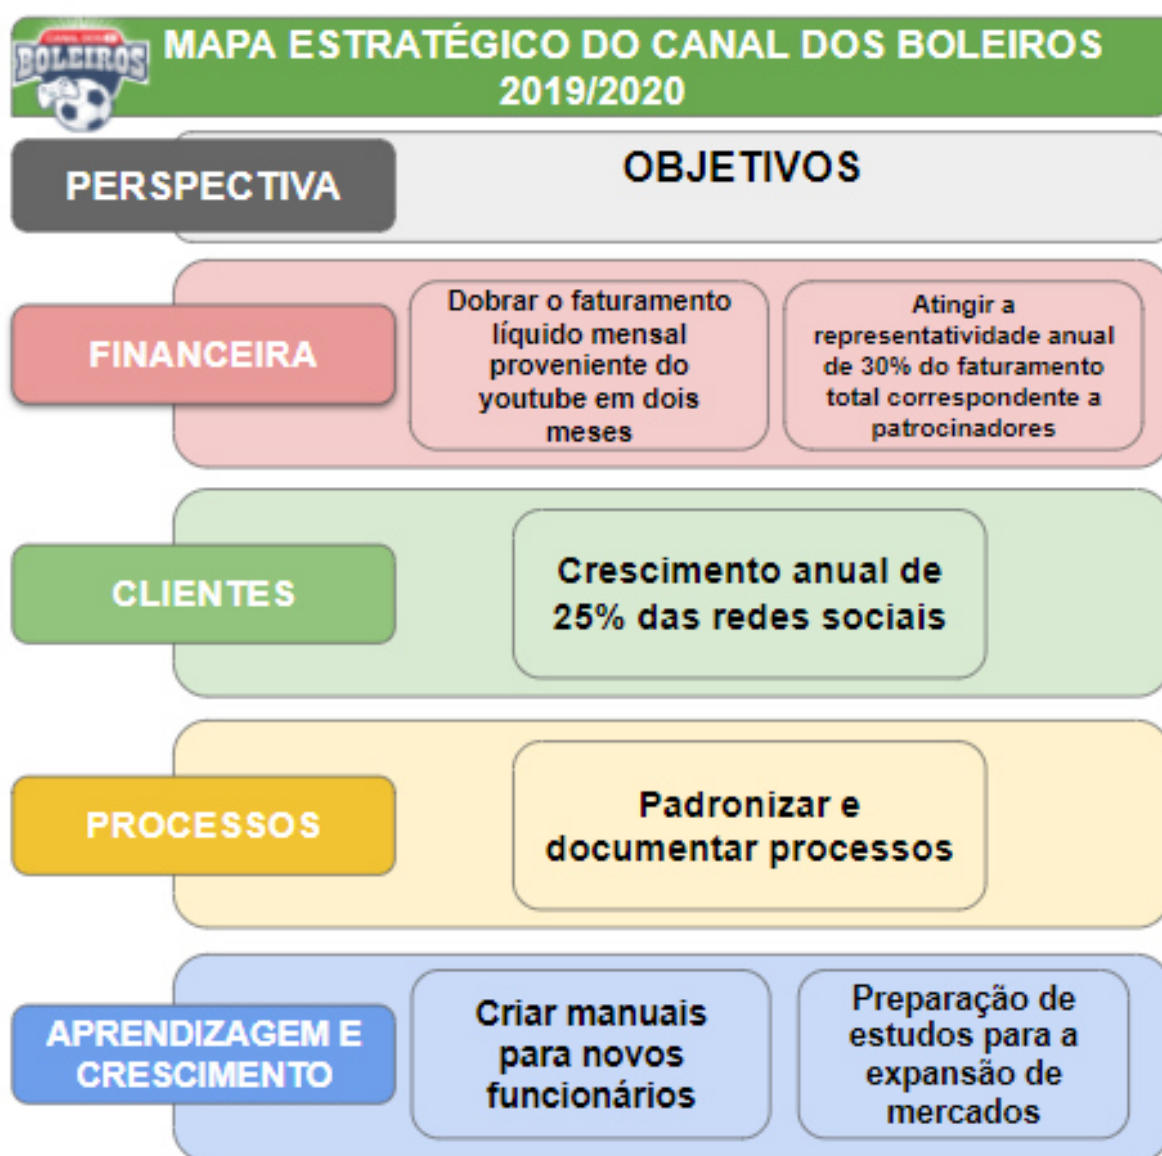 CANAL DOS
BOLEIROS
MAPA ESTRATÉGICO DO CANAL DOS BOLEIROS
2019/2020
PERSPECTIVA
OBJETIVOS
FINANCEIRA
Dobrar o faturamento
líquido mensal
proveniente do
youtube em dois
meses
Atingir a
representatividade anual
de 30% do faturamento
total correspondente a
patrocinadores
CLIENTES
Crescimento anual de
25% das redes sociais
PROCESSOS
Padronizar e
documentar processos
APRENDIZAGEM E
CRESCIMENTO
Criar manuais
para novos
funcionários
Preparação de
estudos para a
expansão de
mercados